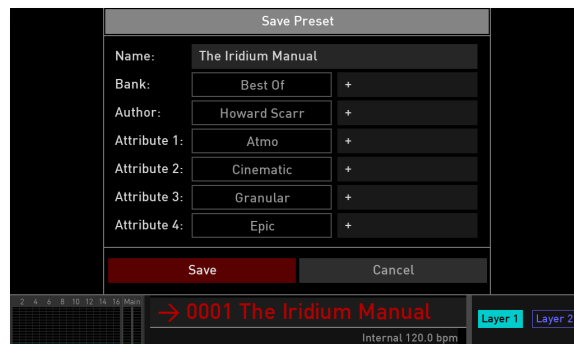 Save Preset
Name: The Iridium Manual
Bank: Best Of +
Author: Howard Scarr +
Attribute 1: Atmo +
Attribute 2: Cinematic +
Attribute 3: Granular +
Attribute 4: Epic +
Save Cancel
2 4 6 8 10 12 14 16 Main
→ 0001 The Iridium Manual
Layer 1 Layer 2
Internal 120.0 bpm